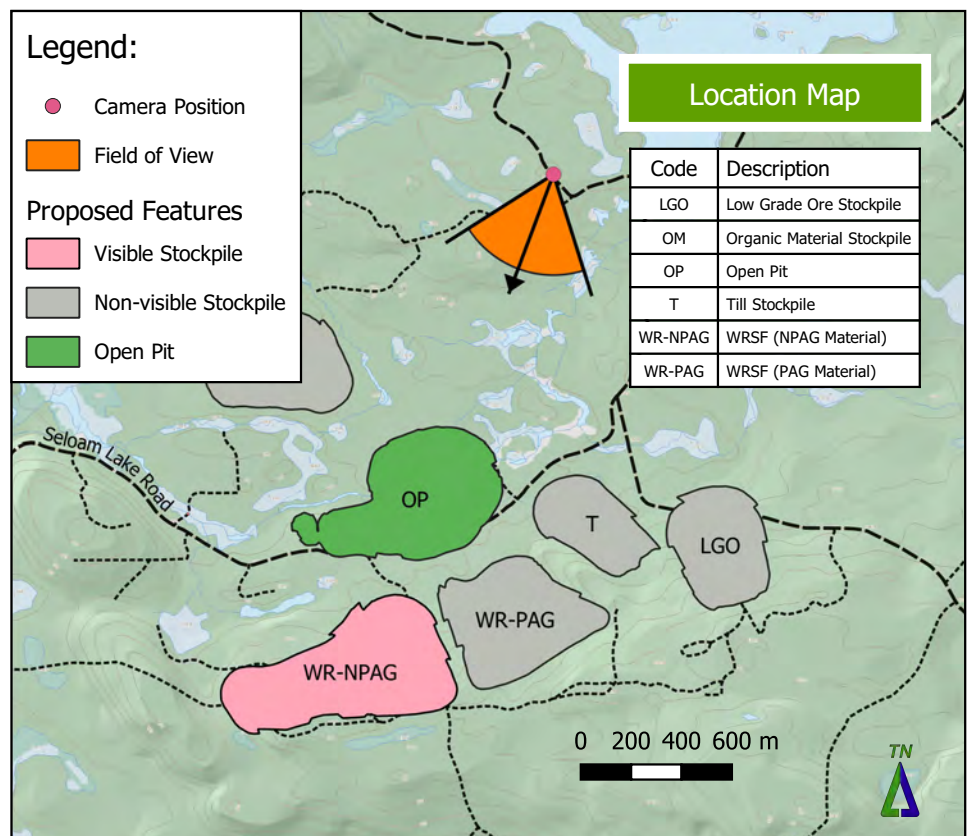 Legend:
Camera Position
Field of View
Proposed Features
Visible Stockpile
Non-visible Stockpile
Open Pit
Location Map
Code Description
LGO Low Grade Ore Stockpile
OM Organic Material Stockpile
OP Open Pit
T Till Stockpile
WR-NPAG WRSF (NPAG Material)
WR-PAG WRSF (PAG Material)
Seloam Lake Road
OP
T
LGO
WR-PAG
WR-NPAG
0 200 400 600 m
TN